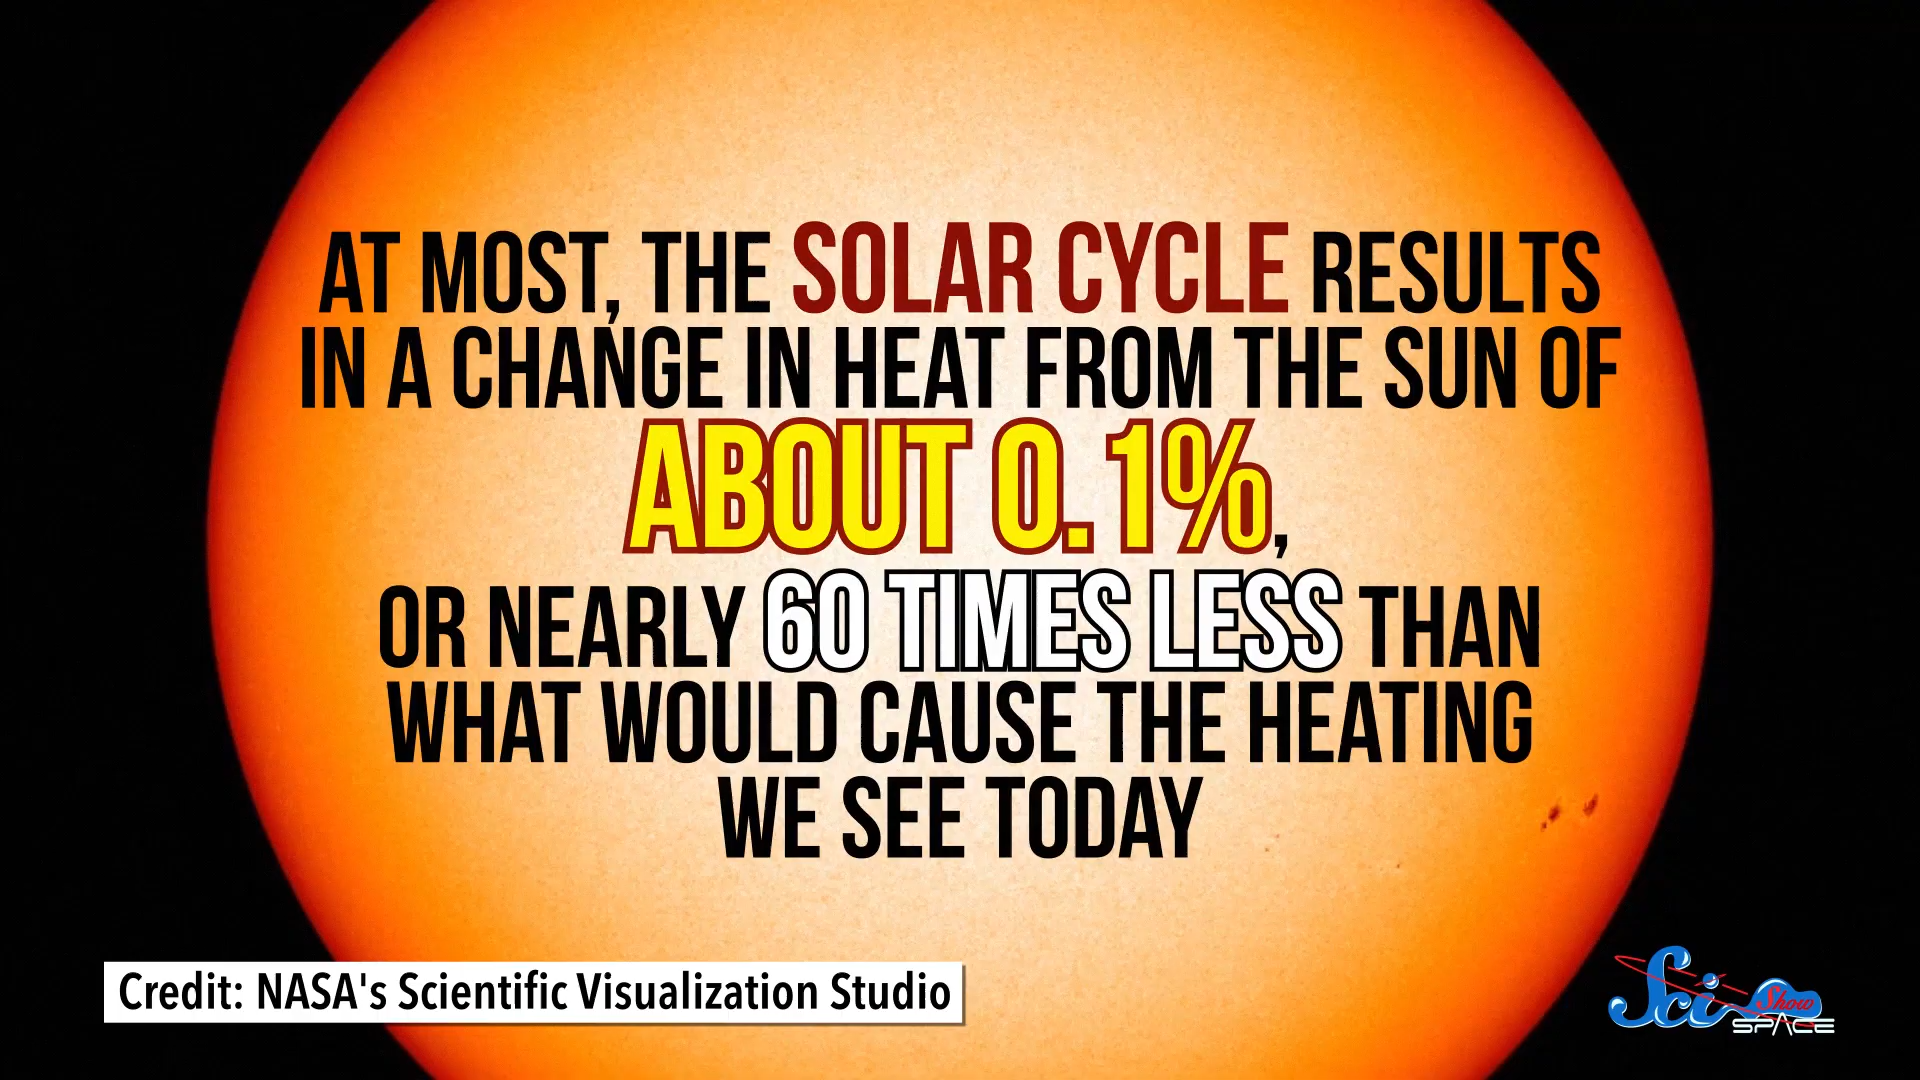 AT MOST, THE SOLAR CYCLE RESULTS
IN A CHANGE IN HEAT FROM THE SUN OF
ABOUT 0.1%,
OR NEARLY 60 TIMES LESS THAN
WHAT WOULD CAUSE THE HEATING
WE SEE TODAY
Credit: NASA's Scientific Visualization Studio
Sci Show
SPACE